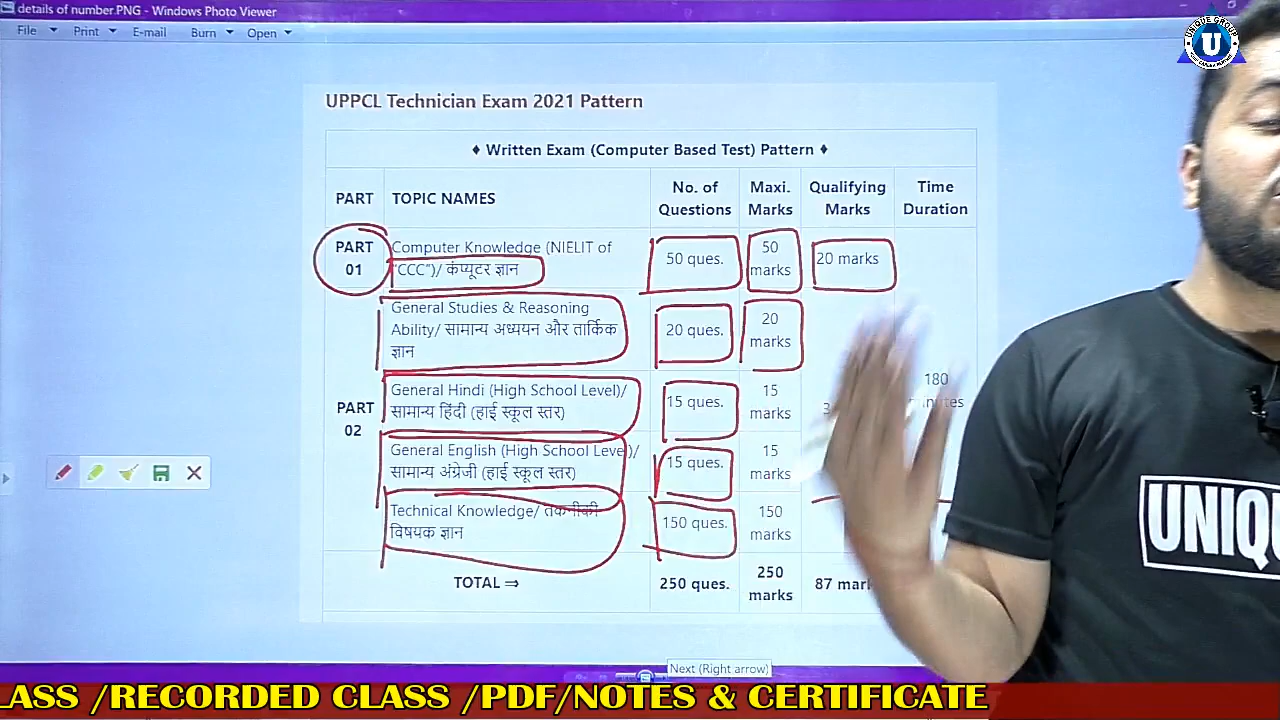 details of number.PNG - Windows Photo Viewer
File Print E-mail Burn Open
UNIQUE GROUP
U
UPPCL Technician Exam 2021 Pattern
♦ Written Exam (Computer Based Test) Pattern ♦
PART TOPIC NAMES No. of Questions Maxi. Marks Qualifying Marks Time Duration
PART 01 Computer Knowledge (NIELIT of "CCC")/ कंप्यूटर ज्ञान 50 ques. 50 marks 20 marks
General Studies & Reasoning Ability/ सामान्य अध्ययन और तार्किक ज्ञान 20 ques. 20 marks
PART 02
General Hindi (High School Level)/ सामान्य हिंदी (हाई स्कूल स्तर) 15 ques. 15 marks
180
General English (High School Level)/ सामान्य अंग्रेजी (हाई स्कूल स्तर) 15 ques. 15 marks
Technical Knowledge/ तकनीकी विषयक ज्ञान 150 ques. 150 marks
TOTAL ⇒ 250 ques. 250 marks 87
UNIQU
Next (Right arrow)
LASS /RECORDED CLASS /PDF/NOTES & CERTIFICATE